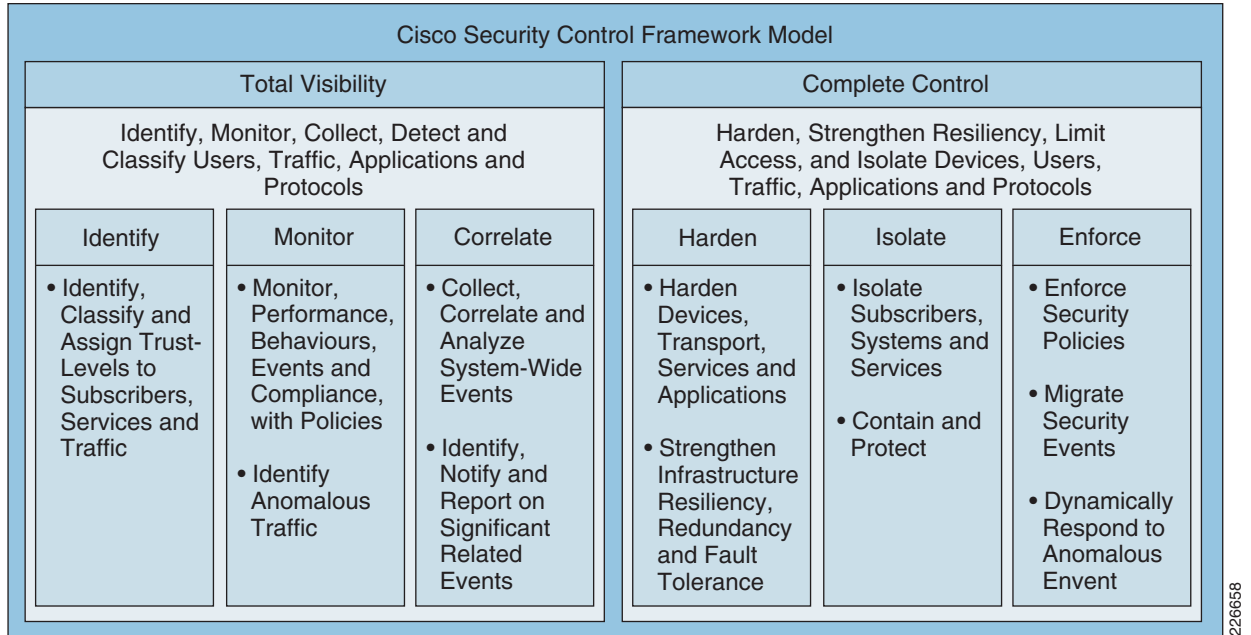 Cisco Security Control Framework Model
Total Visibility
Identify, Monitor, Collect, Detect and
Classify Users, Traffic, Applications and
Protocols
Identify
• Identify,
Classify and
Assign Trust-
Levels to
Subscribers,
Services and
Traffic
Monitor
• Monitor,
Performance,
Behaviours,
Events and
Compliance,
with Policies
• Identify
Anomalous
Traffic
Correlate
• Collect,
Correlate and
Analyze
System-Wide
Events
• Identify,
Notify and
Report on
Significant
Related
Events
Complete Control
Harden, Strengthen Resiliency, Limit
Access, and Isolate Devices, Users,
Traffic, Applications and Protocols
Harden
• Harden
Devices,
Transport,
Services and
Applications
• Strengthen
Infrastructure
Resiliency,
Redundancy
and Fault
Tolerance
Isolate
• Isolate
Subscribers,
Systems and
Services
• Contain and
Protect
Enforce
• Enforce
Security
Policies
• Migrate
Security
Events
• Dynamically
Respond to
Anomalous
Envent
226658